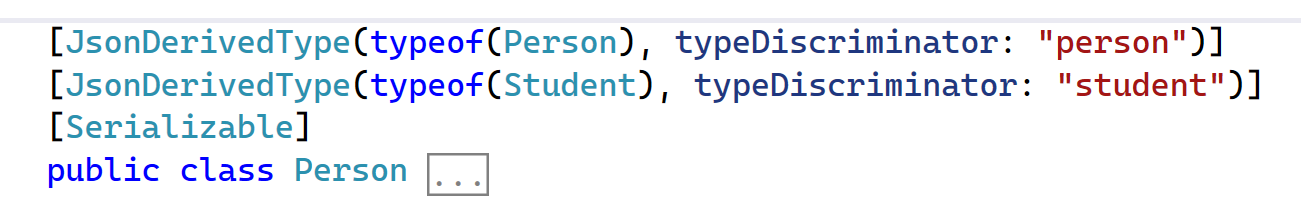 [JsonDerivedType(typeof(Person), typeDiscriminator: "person")]
[JsonDerivedType(typeof(Student), typeDiscriminator: "student")]
[Serializable]
public class Person ...